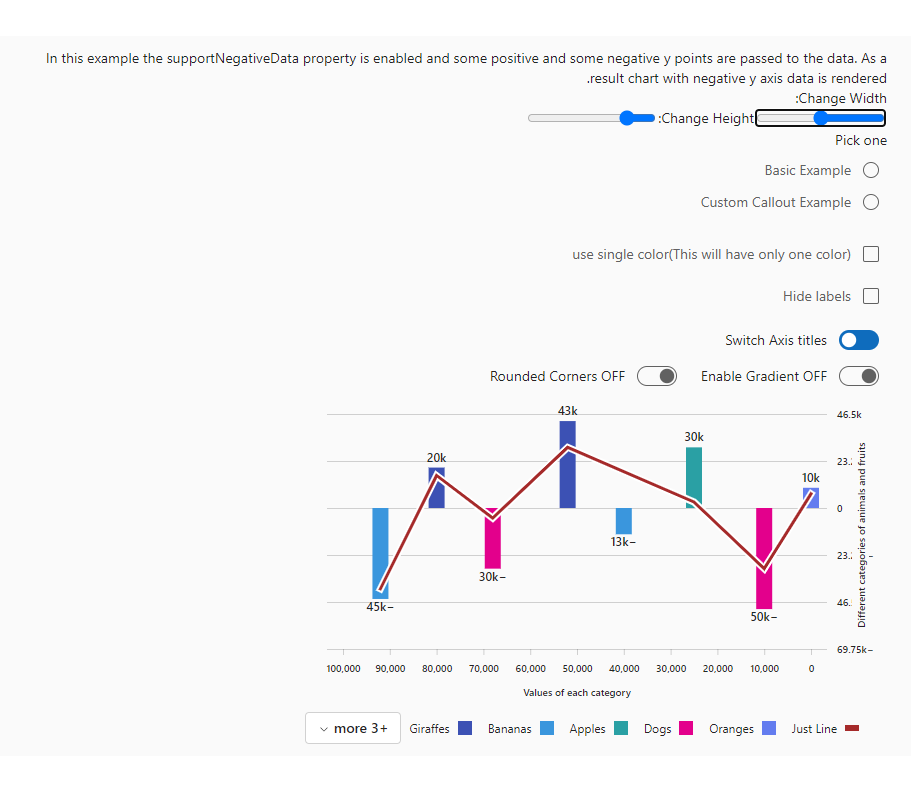 In this example the supportNegativeData property is enabled and some positive and some negative y points are passed to the data. As a
.result chart with negative y axis data is rendered
:Change Width
:Change Height
Pick one
Basic Example
Custom Callout Example
use single color(This will have only one color)
Hide labels
Switch Axis titles
Rounded Corners OFF Enable Gradient OFF
43k
46.5k
30k
20k
23.
10k
0
13k−
23.
−
30k−
45k−
46.
50k−
69.75k−
Different categories of animals and fruits
100,000 90,000 80,000 70,000 60,000 50,000 40,000 30,000 20,000 10,000 0
Values of each category
more 3+ Giraffes Bananas Apples Dogs Oranges Just Line